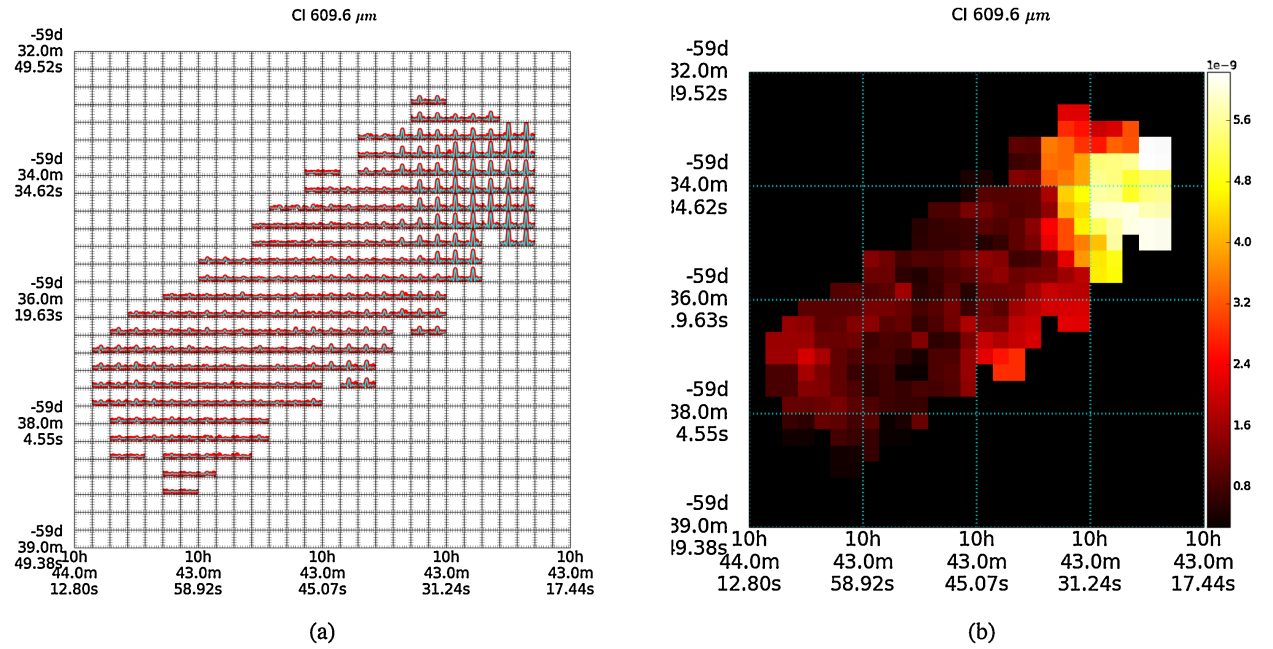 CI 609.6 μm
-59d
32.0m
49.52s
-59d
34.0m
34.62s
-59d
36.0m
19.63s
-59d
38.0m
4.55s
-59d
39.0m
49.38s
10h
44.0m
12.80s
10h
43.0m
58.92s
10h
43.0m
45.07s
10h
43.0m
31.24s
10h
43.0m
17.44s
(a)
CI 609.6 μm
-59d
32.0m
49.52s
-59d
34.0m
34.62s
-59d
36.0m
9.63s
-59d
38.0m
4.55s
-59d
39.0m
49.38s
10h
44.0m
12.80s
10h
43.0m
58.92s
10h
43.0m
45.07s
10h
43.0m
31.24s
10h
43.0m
17.44s
1e-9
5.6
4.8
4.0
3.2
2.4
1.6
0.8
(b)